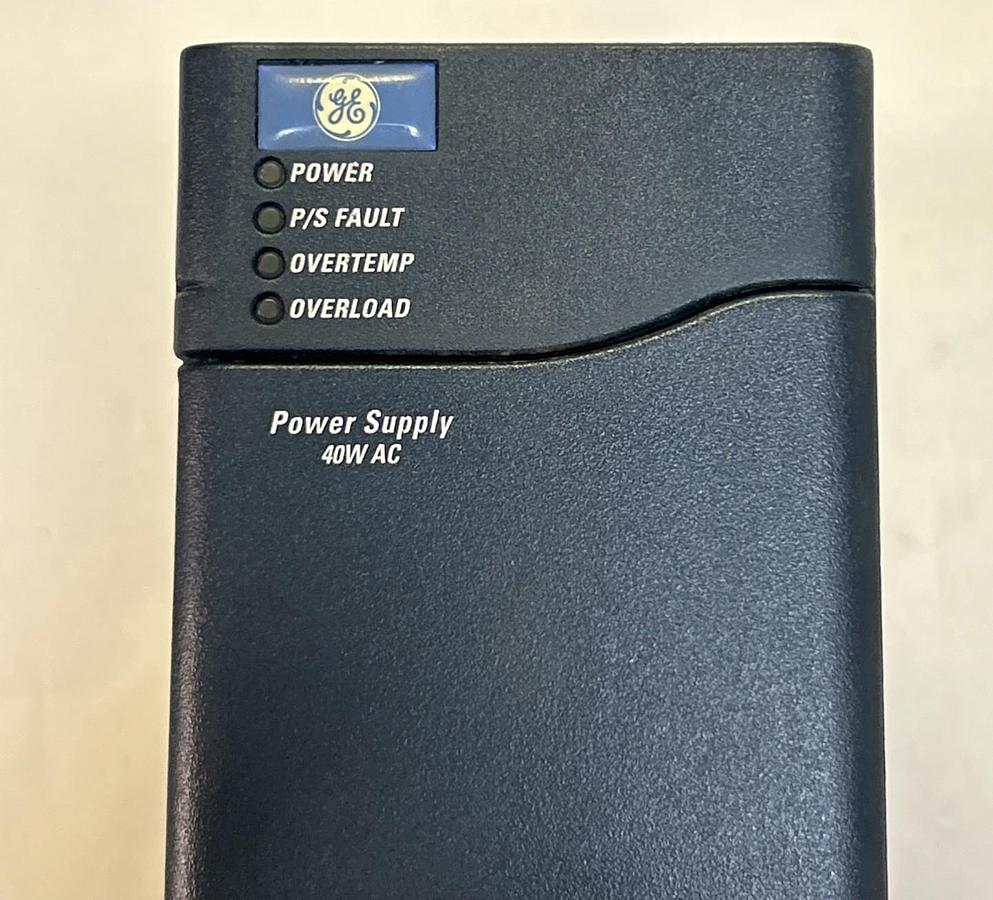 GE
POWER
P/S FAULT
OVERTEMP
OVERLOAD
Power Supply
40W AC